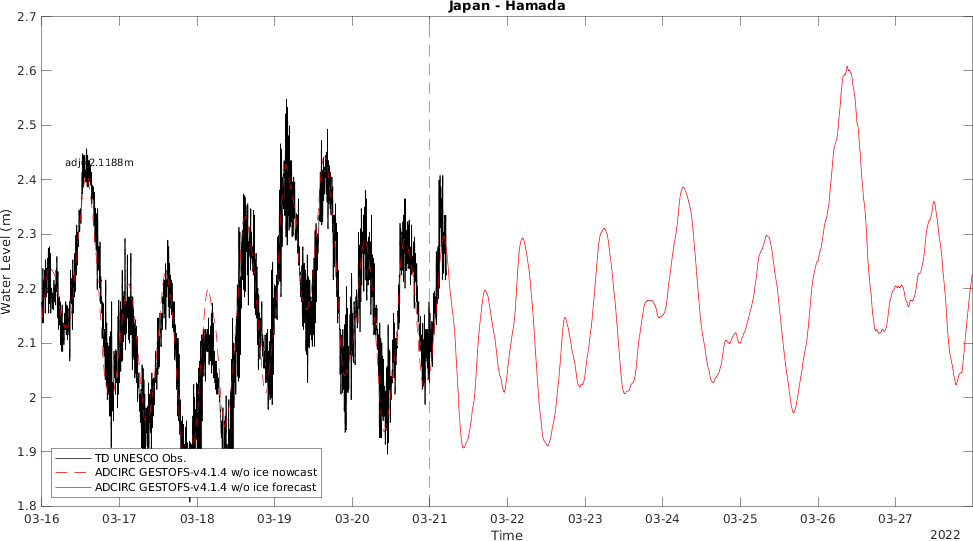 Japan - Hamada
2.7
2.6
2.5
2.4
2.3
2.2
2.1
2
1.9
1.8
Water Level (m)
2.1188m
TD UNESCO Obs.
ADCIRC GESTOFS-v4.1.4 w/o ice nowcast
ADCIRC GESTOFS-v4.1.4 w/o ice forecast
03-16 03-17 03-18 03-19 03-20 03-21 03-22 03-23 03-24 03-25 03-26 03-27
Time
2022